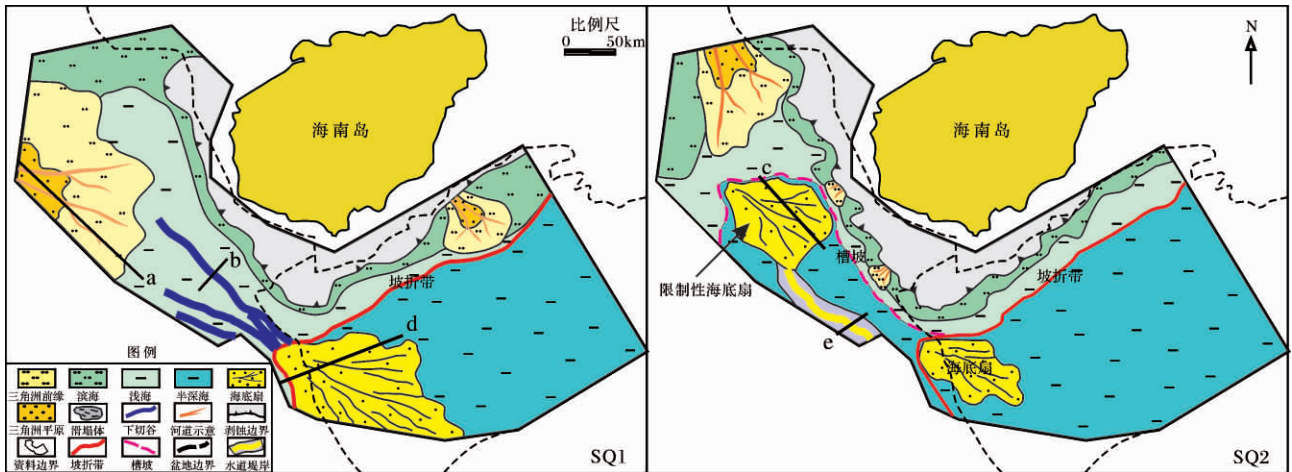 比例尺
0 50km
海南岛
a
b
坡折带
d
图例
三角洲前缘 滨海 浅海 半深海 海底扇
三角洲平原 滑塌体 下切谷 河道示意 剥蚀边界
资料边界 坡折带 槽坡 盆地边界 水道堤岸
SQ1
N
海南岛
c
槽坡
坡折带
限制性海底扇
e
海底扇
SQ2